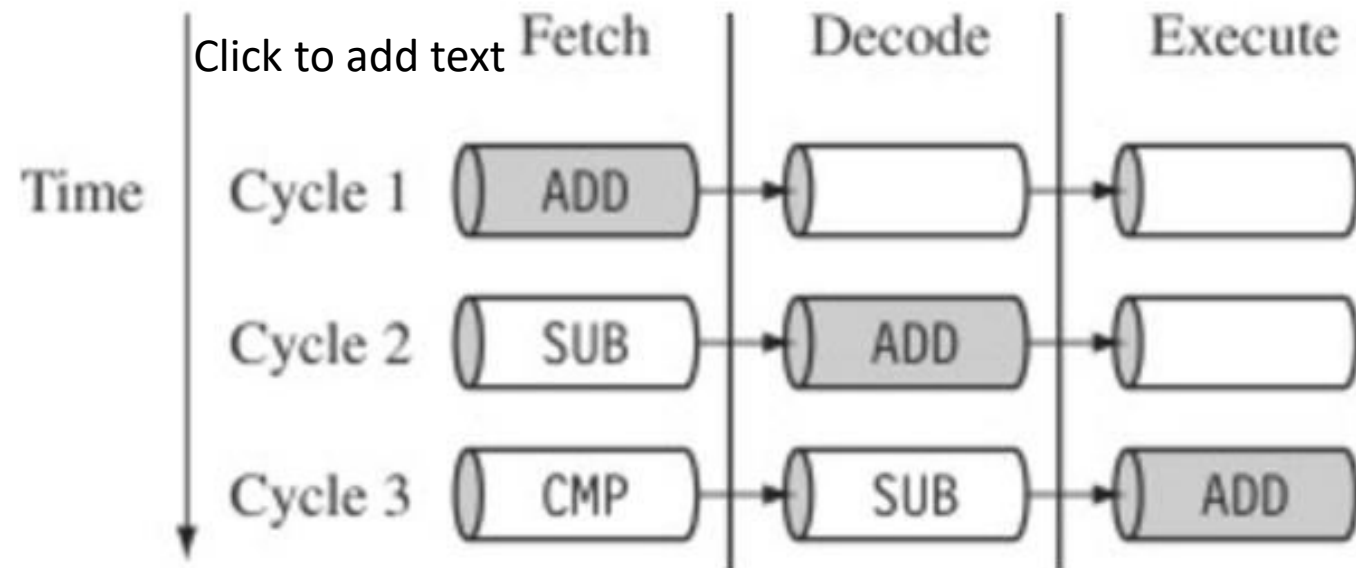 Click to add text Fetch Decode Execute
Time Cycle 1 ADD
Cycle 2 SUB ADD
Cycle 3 CMP SUB ADD